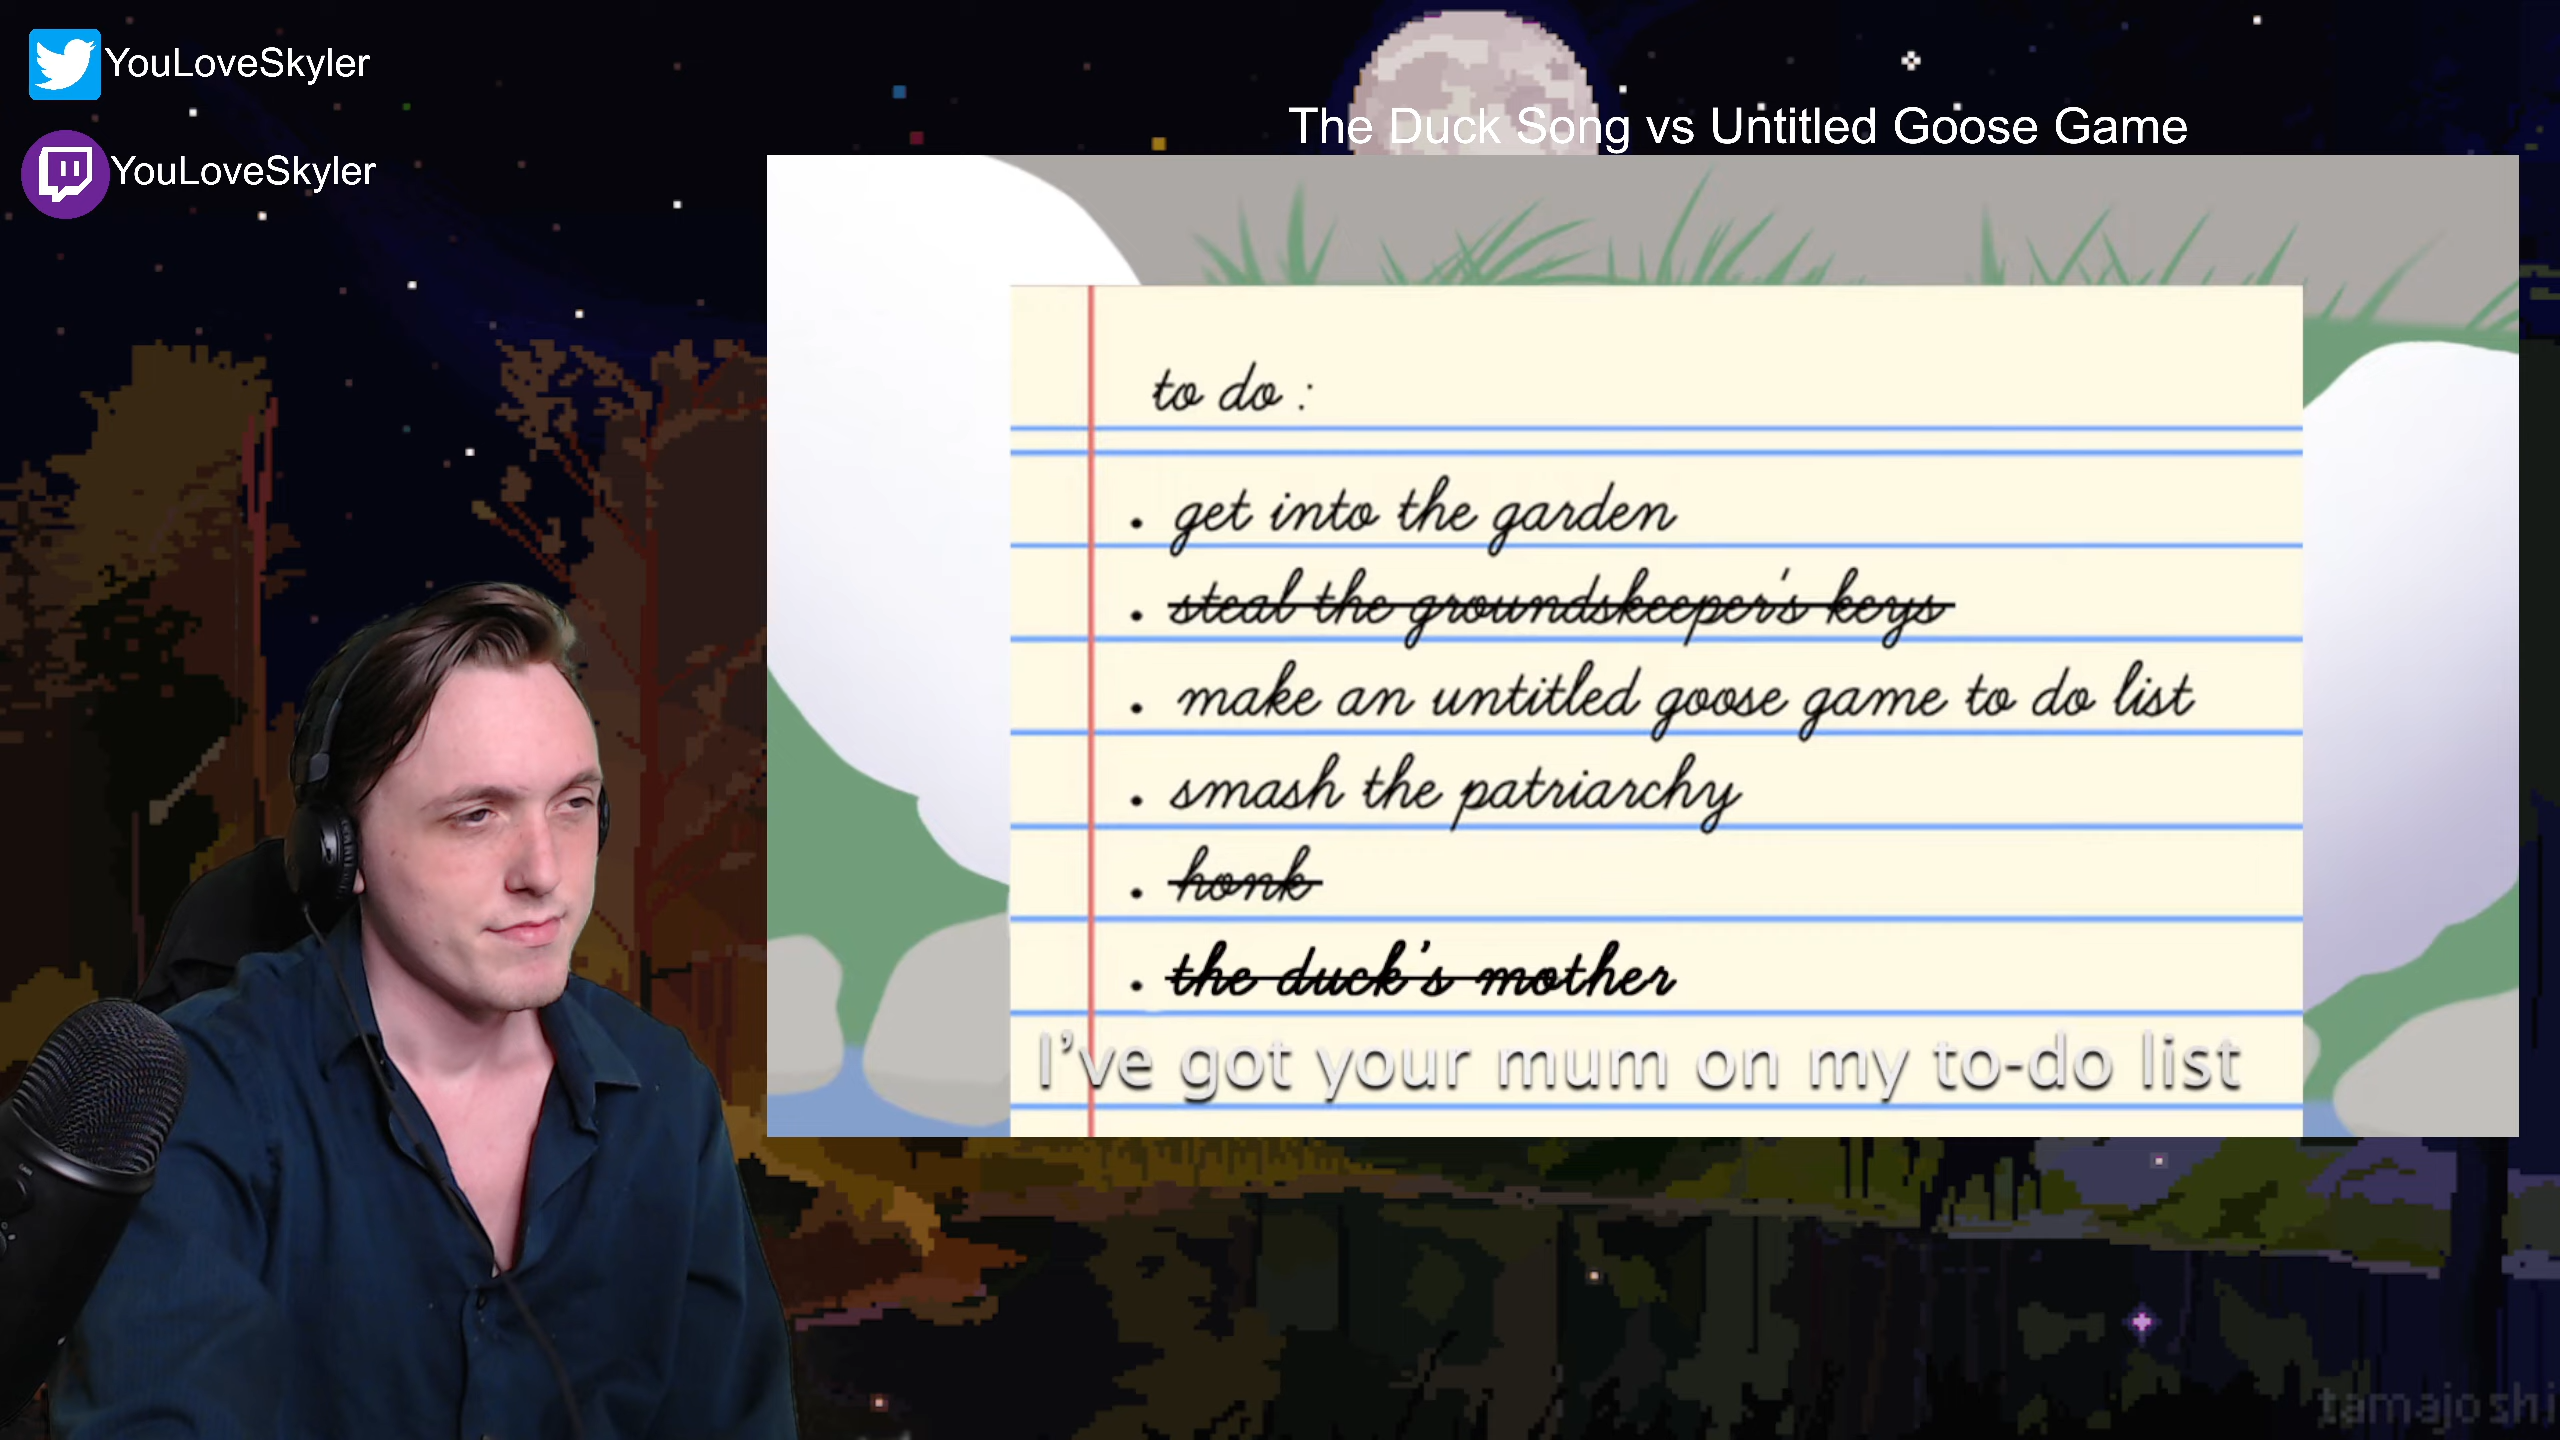 YouLoveSkyler
YouLoveSkyler
The Duck Song vs Untitled Goose Game
to do :
• get into the garden
• steal the groundskeeper's keys
• make an untitled goose game to do list
• smash the patriarchy
• honk
• the duck's mother
I've got your mum on my to-do list
tamajoshi